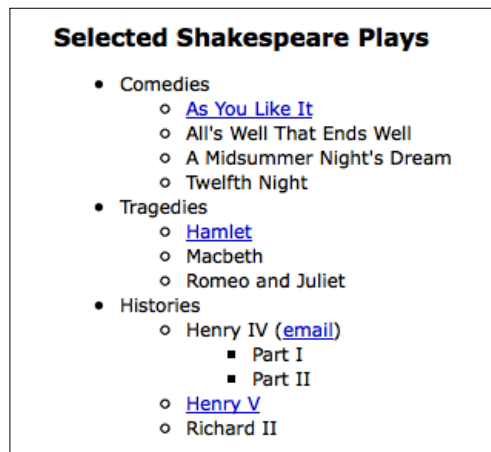 Selected Shakespeare Plays
Comedies
As You Like It
All's Well That Ends Well
A Midsummer Night's Dream
Twelfth Night
Tragedies
Hamlet
Macbeth
Romeo and Juliet
Histories
Henry IV (email)
Part I
Part II
Henry V
Richard II